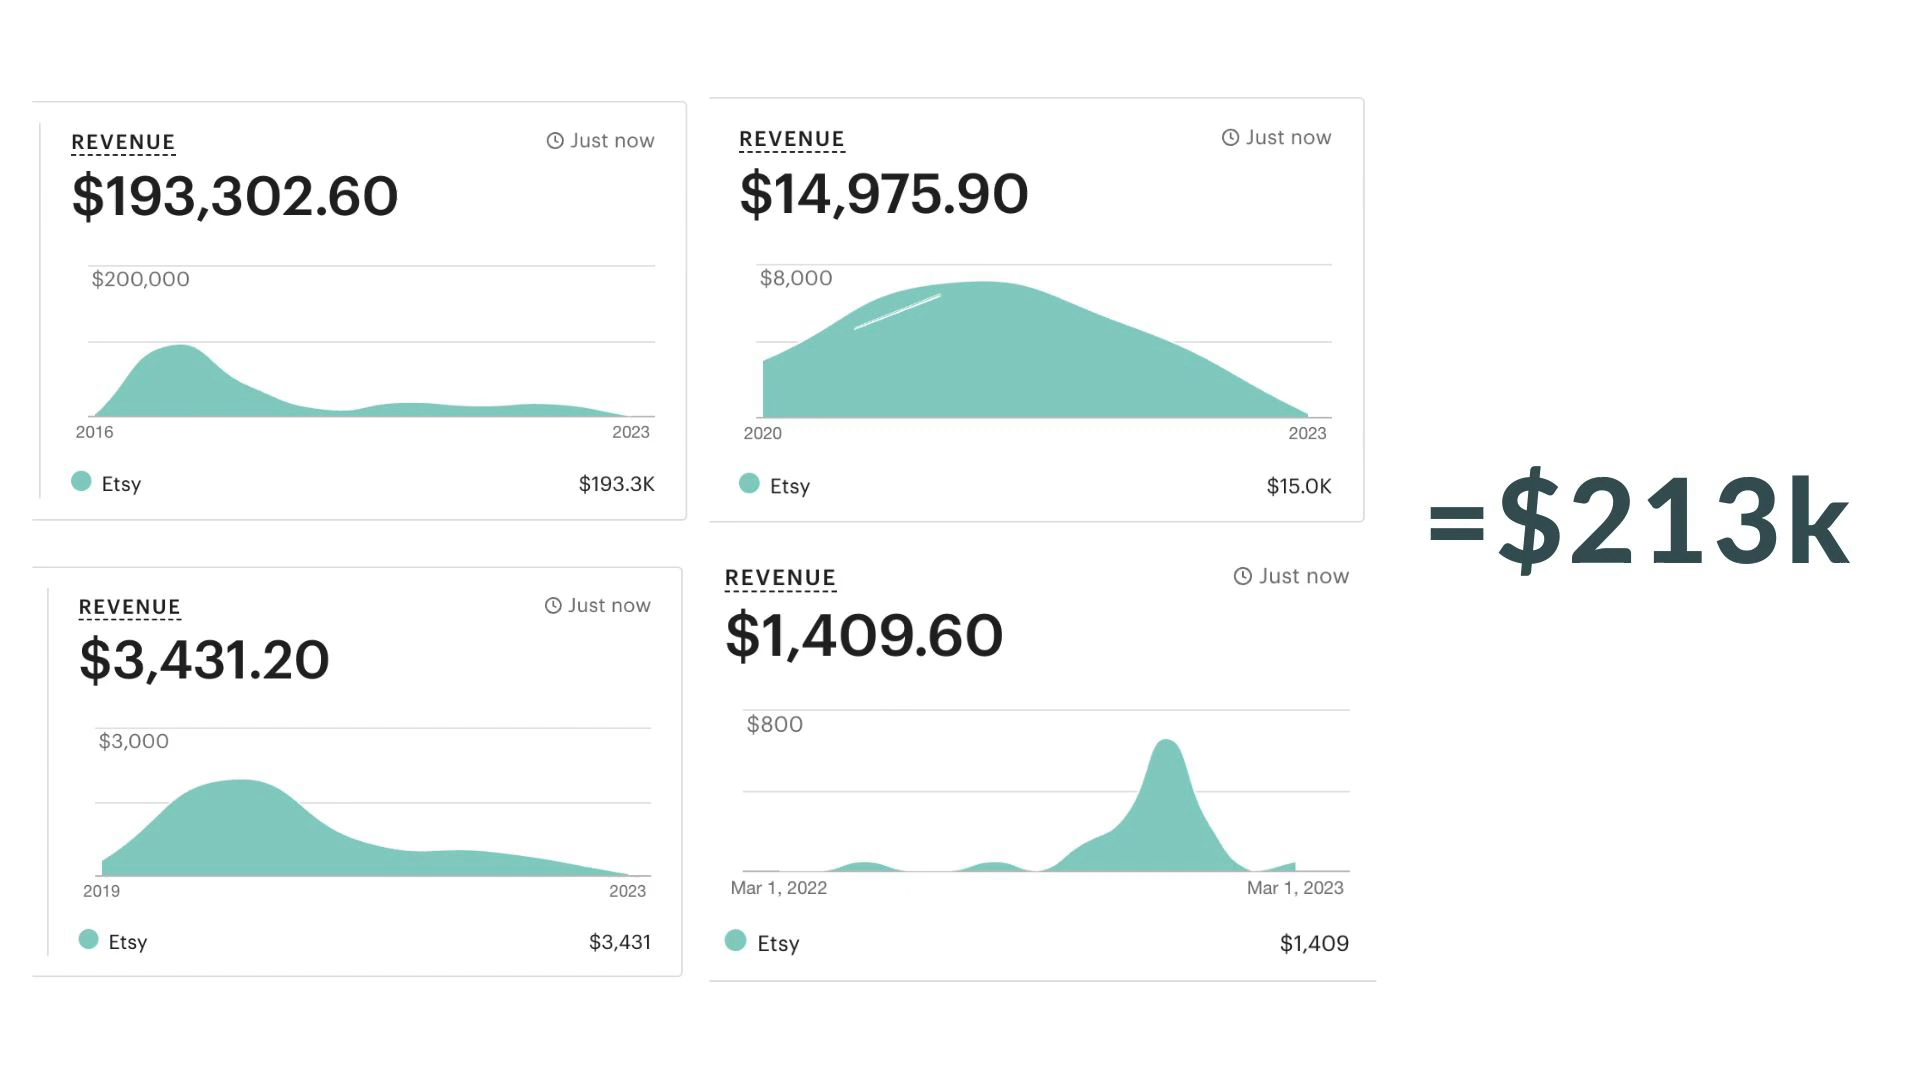 REVENUE
Just now
$193,302.60
$200,000
2016
2023
Etsy
$193.3K
REVENUE
Just now
$14,975.90
$8,000
2020
2023
Etsy
$15.0K
REVENUE
Just now
$3,431.20
$3,000
2019
2023
Etsy
$3,431
REVENUE
Just now
$1,409.60
$800
Mar 1, 2022
Mar 1, 2023
Etsy
$1,409
=$213k